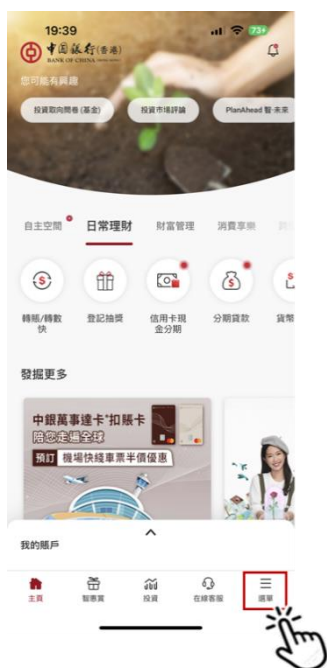 19:39
73
中國銀行(香港)
BANK OF CHINA (HONG KONG)
您可能有興趣
投資取向問卷 (基金)
投資市場評論
PlanAhead 智·未來
自主空間
日常理財
財富管理
消費享樂
轉賬/轉數快
登記抽獎
信用卡現金分期
分期貸款
貨幣
發掘更多
中銀萬事達卡®扣賬卡
陪您走遍全球
預訂 機場快綫車票半價優惠
我的賬戶
主頁
智惠賞
投資
在線客服
選單